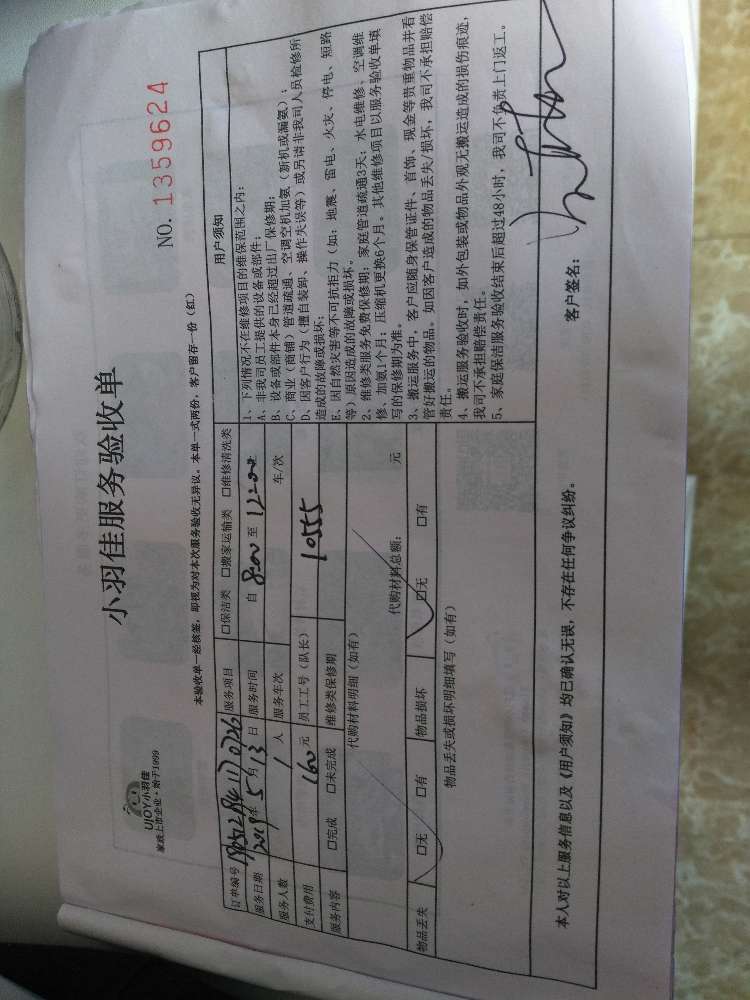 UJOY小羽佳
家政上市企业·始于1999
小羽佳服务验收单
NO. 1359624
本验收单一经核签，即视为对本次服务验收无异议。本单一式两份，客户留存一份（红）
订单编号
服务项目 □保洁类 □搬家运输类 □维修清洗类
服务日期 2019年5月13日 服务时间 自 8:00 至 12:00
服务人数 1 人 服务车次 车/次
支付费用 160 元 员工工号（队长） 10555
服务内容 □完成 □未完成 维修类保修期
代购材料明细（如有）
代购材料总额： 元
物品丢失 □无 □有 物品损坏 □无 □有
物品丢失或损坏明细填写（如有）
用户须知
1、下列情况不在维修项目的维保范围之内：
A、非我司员工提供的设备或部件；
B、设备或部件本身已经超过出厂保修期；
C、商业（商铺）管道疏通、空调空机加氨（新机或漏氨）；
D、因客户行为（擅自装卸、操作失误等）或另请非我司人员检修所
造成的故障或损坏；
E、因自然灾害等不可抗拒力（如：地震、雷电、火灾、停电、短路
等）原因造成的故障或损坏。
2、维修类服务免费保修期：家庭管道疏通3天；水电维修、空调维
修、加氨1个月；压缩机更换6个月。其他维修项目以服务验收单填
写的保修期为准。
3、搬运服务中，客户应随身保管证件、首饰、现金等贵重物品并看
管好搬运的物品。如因客户造成的物品丢失/损坏，我司不承担赔偿
责任。
4、搬运服务验收时，如外包装或物品外观无搬运造成的损伤痕迹，
我司不承担赔偿责任。
5、家庭保洁服务验收结束后超过48小时，我司不负责上门返工。
本人对以上服务信息以及《用户须知》均已确认无误，不存在任何争议纠纷。
客户签名：